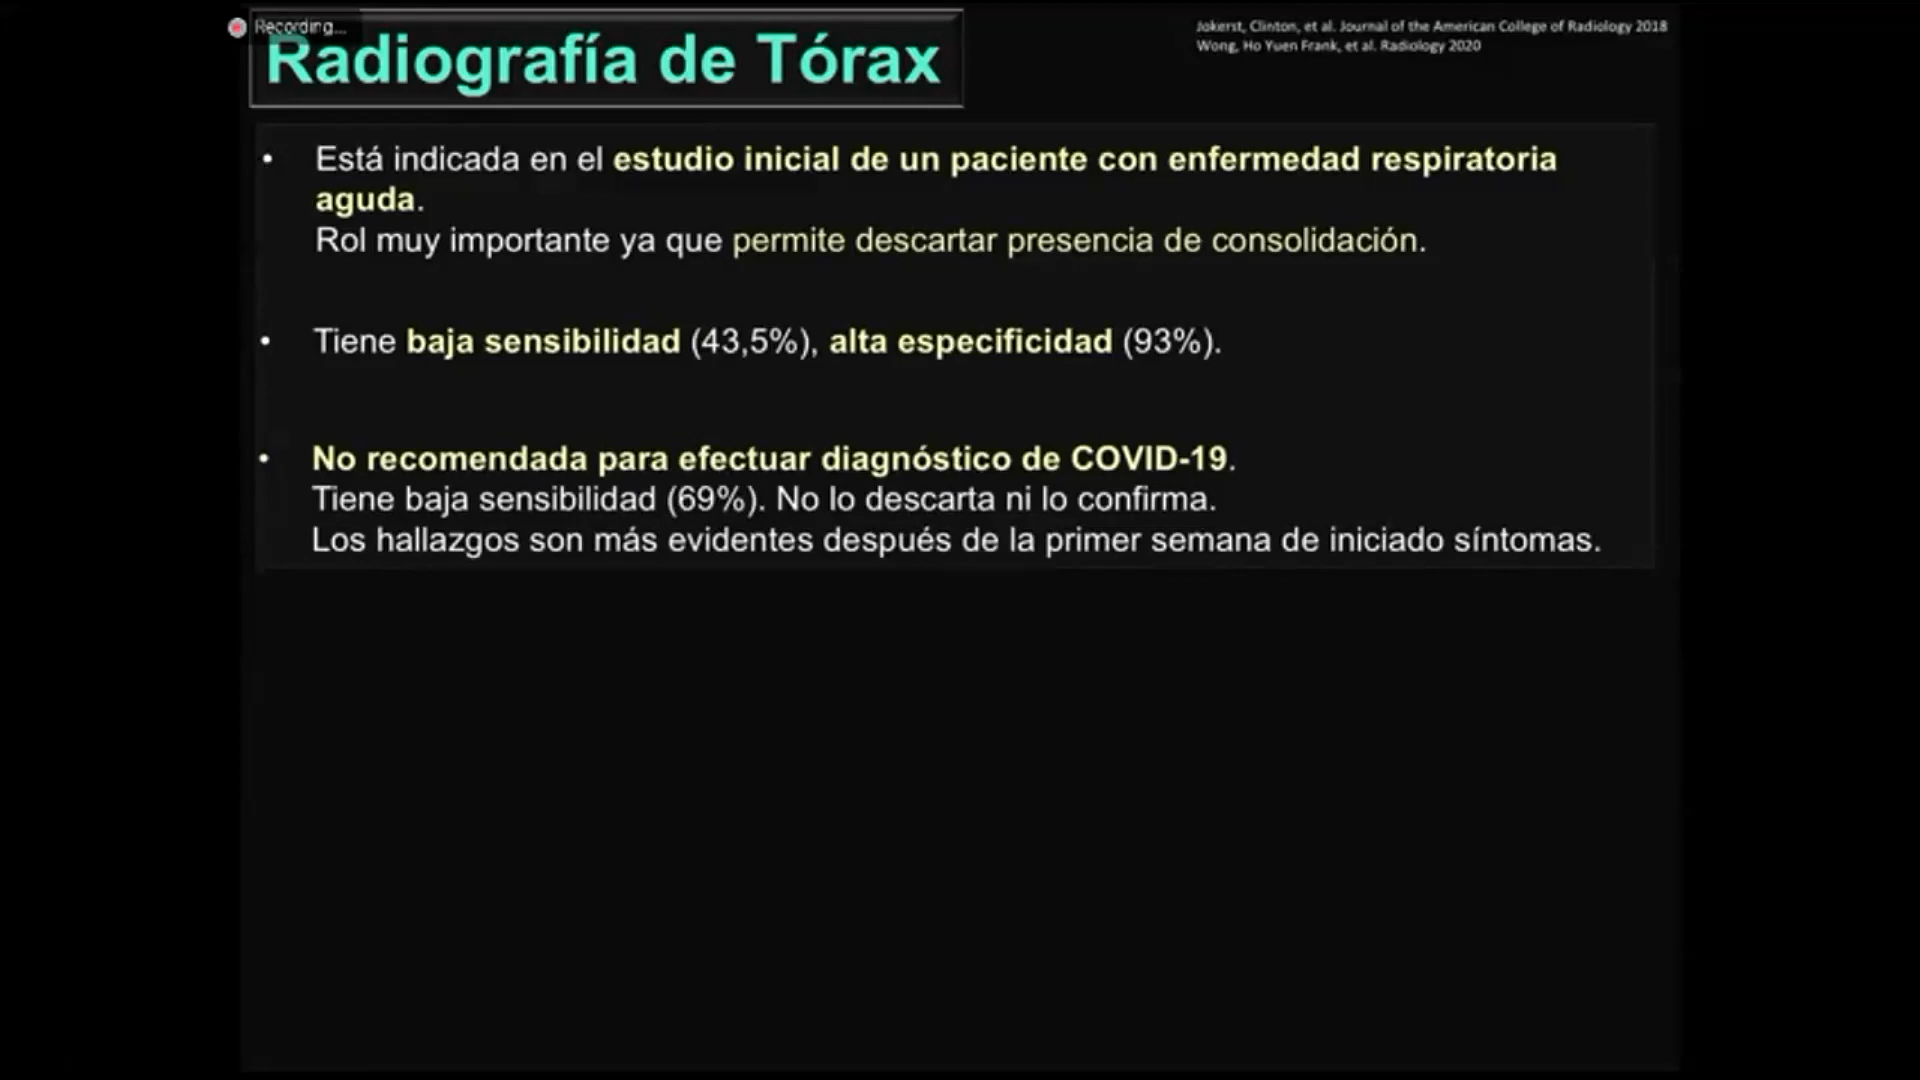 Recording...
Radiografía de Tórax
Jokerst, Clinton, et al. Journal of the American College of Radiology 2018
Wong, Ho Yuen Frank, et al. Radiology 2020
• Está indicada en el estudio inicial de un paciente con enfermedad respiratoria
aguda.
Rol muy importante ya que permite descartar presencia de consolidación.
• Tiene baja sensibilidad (43,5%), alta especificidad (93%).
• No recomendada para efectuar diagnóstico de COVID-19.
Tiene baja sensibilidad (69%). No lo descarta ni lo confirma.
Los hallazgos son más evidentes después de la primer semana de iniciado síntomas.